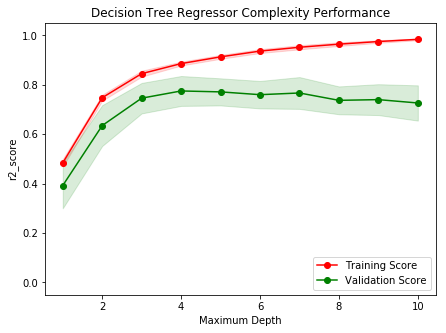 Decision Tree Regressor Complexity Performance
1.0
0.8
0.6
0.4
0.2
0.0
r2_score
2 4 6 8 10
Maximum Depth
Training Score
Validation Score